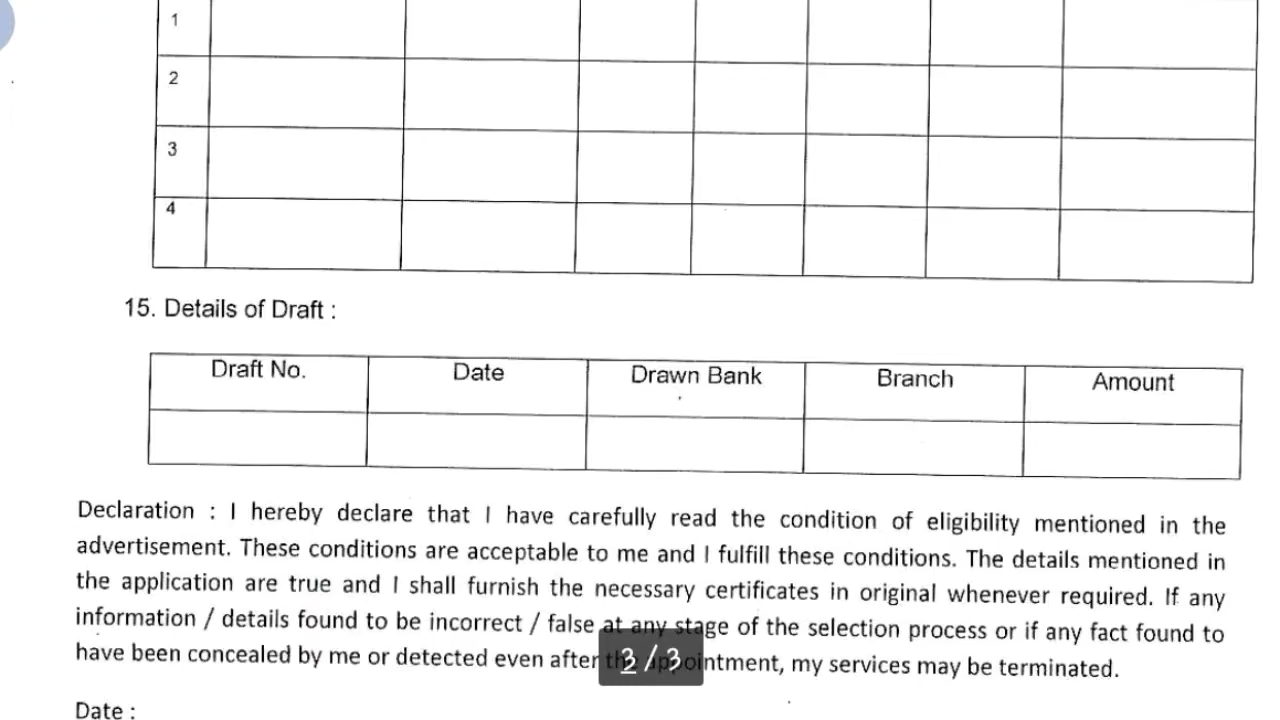 1
2
3
4
15. Details of Draft :
Draft No. Date Drawn Bank Branch Amount
Declaration : I hereby declare that I have carefully read the condition of eligibility mentioned in the
advertisement. These conditions are acceptable to me and I fulfill these conditions. The details mentioned in
the application are true and I shall furnish the necessary certificates in original whenever required. If any
information / details found to be incorrect / false at any stage of the selection process or if any fact found to
have been concealed by me or detected even after the appointment, my services may be terminated.
3 / 3
Date :